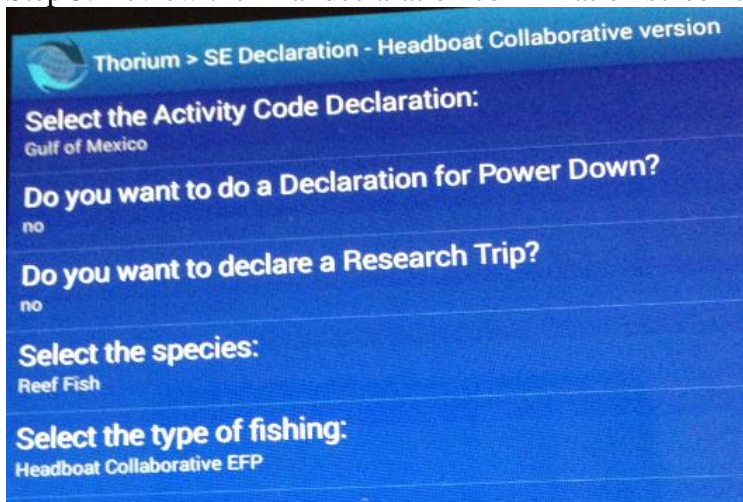 Thorium > SE Declaration - Headboat Collaborative version
Select the Activity Code Declaration:
Gulf of Mexico
Do you want to do a Declaration for Power Down?
no
Do you want to declare a Research Trip?
no
Select the species:
Reef Fish
Select the type of fishing:
Headboat Collaborative EFP